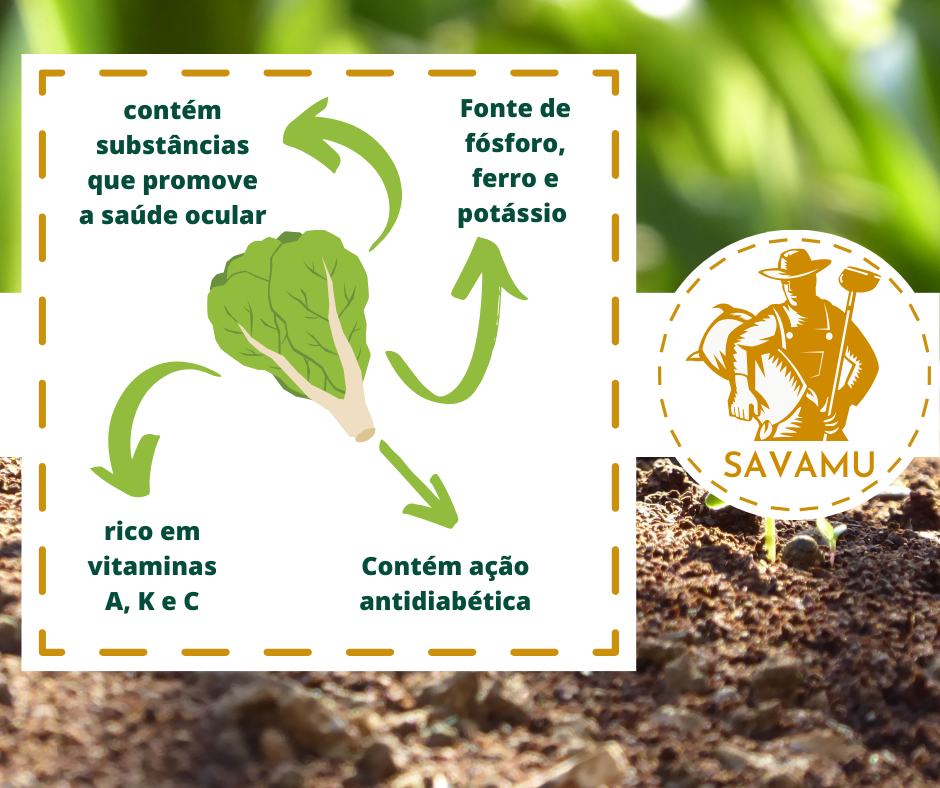 contém
substâncias
que promove
a saúde ocular
Fonte de
fósforo,
ferro e
potássio
rico em
vitaminas
A, K e C
Contém ação
antidiabética
SAVAMU